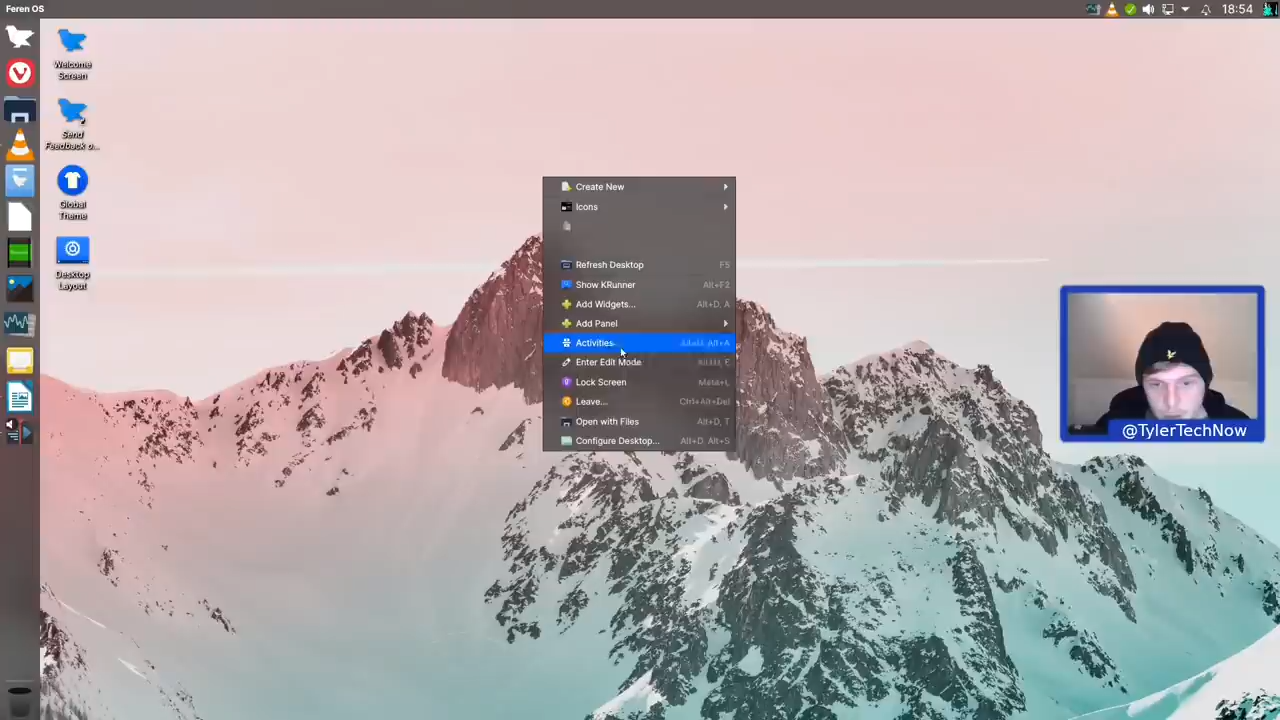 Feren OS
18:54
Welcome
Screen
Send
Feedback o...
Global
Theme
Desktop
Layout
Create New
Icons
Refresh Desktop F5
Show KRunner Alt+F2
Add Widgets... Alt+D, A
Add Panel
Activities Alt+A
Enter Edit Mode E
Lock Screen Meta+L
Leave... Ctrl+Alt+Del
Open with Files Alt+D, T
Configure Desktop... Alt+D, Alt+S
@TylerTechNow